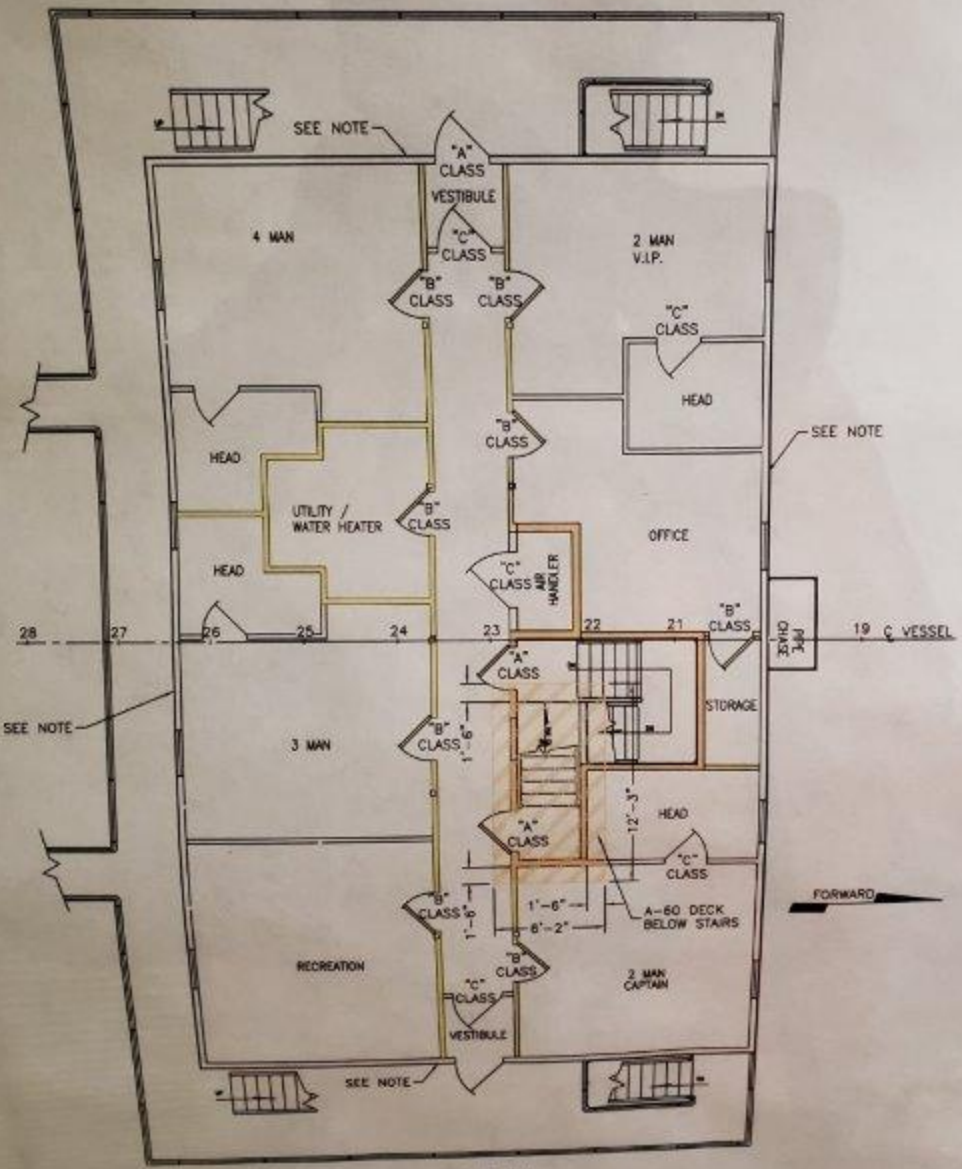 SEE NOTE
"A"
CLASS
VESTIBULE
4 MAN
"C"
CLASS
2 MAN
V.I.P.
"B"
CLASS
"B"
CLASS
"C"
CLASS
HEAD
"B"
CLASS
SEE NOTE
HEAD
UTILITY /
WATER HEATER
"B"
CLASS
OFFICE
HEAD
"C"
CLASS
AIR
HANDLER
"B"
CLASS
28
27
26
25
24
23
22
21
PIPE
CHASE
19
VESSEL
"A"
CLASS
STORAGE
SEE NOTE
3 MAN
"B"
CLASS
1'-6"
"A"
CLASS
12'-3"
HEAD
"C"
CLASS
FORWARD
"B"
CLASS
1'-6"
1'-6"
6'-2"
A-60 DECK
BELOW STAIRS
RECREATION
"B"
CLASS
2 MAN
CAPTAIN
"C"
CLASS
VESTIBULE
SEE NOTE